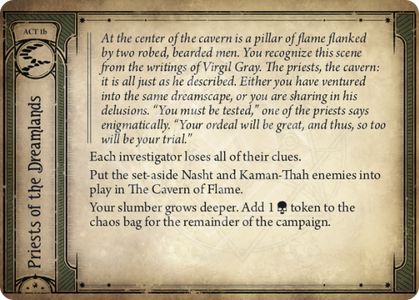 ACT 1b
Priests of the Dreamlands
At the center of the cavern is a pillar of flame flanked
by two robed, bearded men. You recognize this scene
from the writings of Virgil Gray. The priests, the cavern:
it is all just as he described. Either you have ventured
into the same dreamscape, or you are sharing in his
delusions. “You must be tested,” one of the priests says
enigmatically. “Your ordeal will be great, and thus, so too
will be your trial.”
Each investigator loses all of their clues.
Put the set-aside Nasht and Kaman-Thah enemies into
play in The Cavern of Flame.
Your slumber grows deeper. Add 1 token to the
chaos bag for the remainder of the campaign.